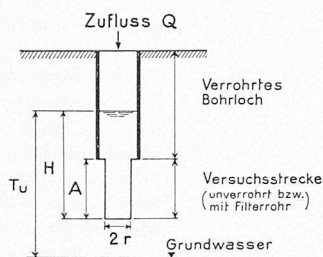 Zufluss Q
Verrohrtes
Bohrloch
H
Tu
A
Versuchsstrecke
(unverrohrt bzw.
mit Filterrohr)
2 r
Grundwasser